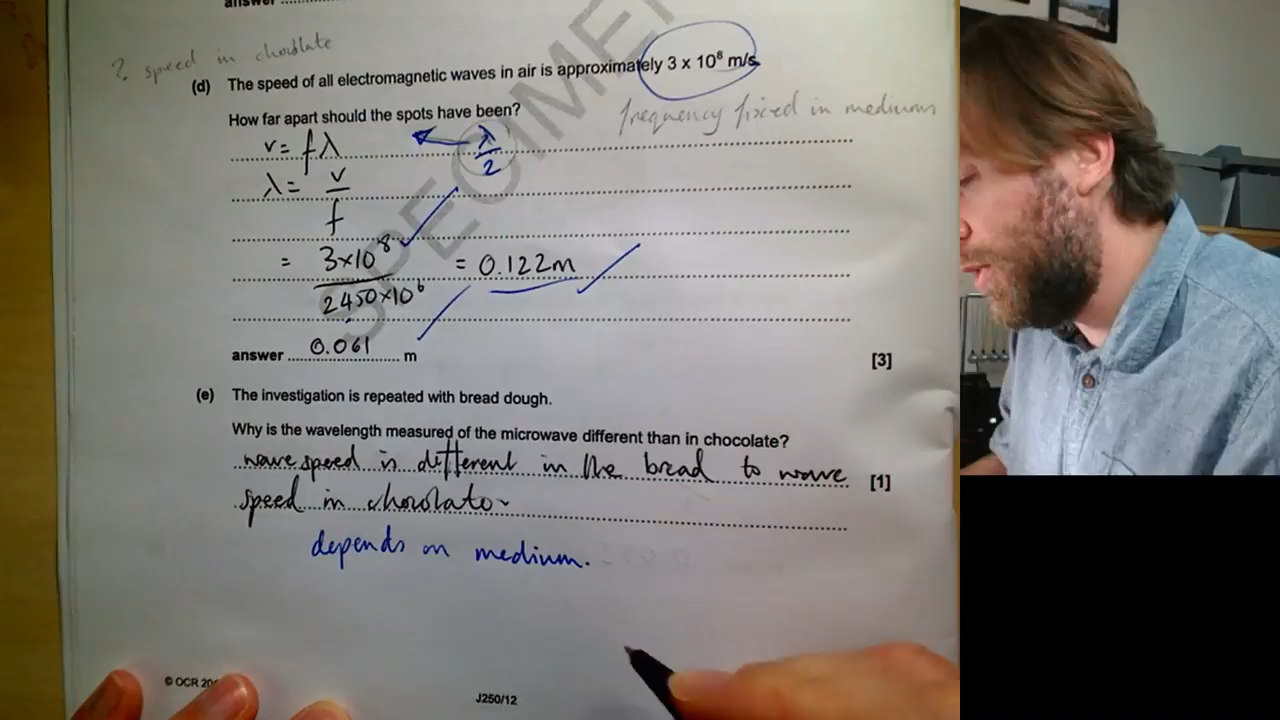 answer
? speed in chocolate
(d) The speed of all electromagnetic waves in air is approximately 3 x 10⁸ m/s.
How far apart should the spots have been?
frequency fixed in mediums
v = fλ
λ/2
λ = v/f
= 3×10⁸ / 2450×10⁶ = 0.122m
answer 0.061 m
[3]
(e) The investigation is repeated with bread dough.
Why is the wavelength measured of the microwave different than in chocolate?
wave speed is different in the bread to wave [1]
speed in chocolate
depends on medium.
SPECIMEN
© OCR 20
J250/12